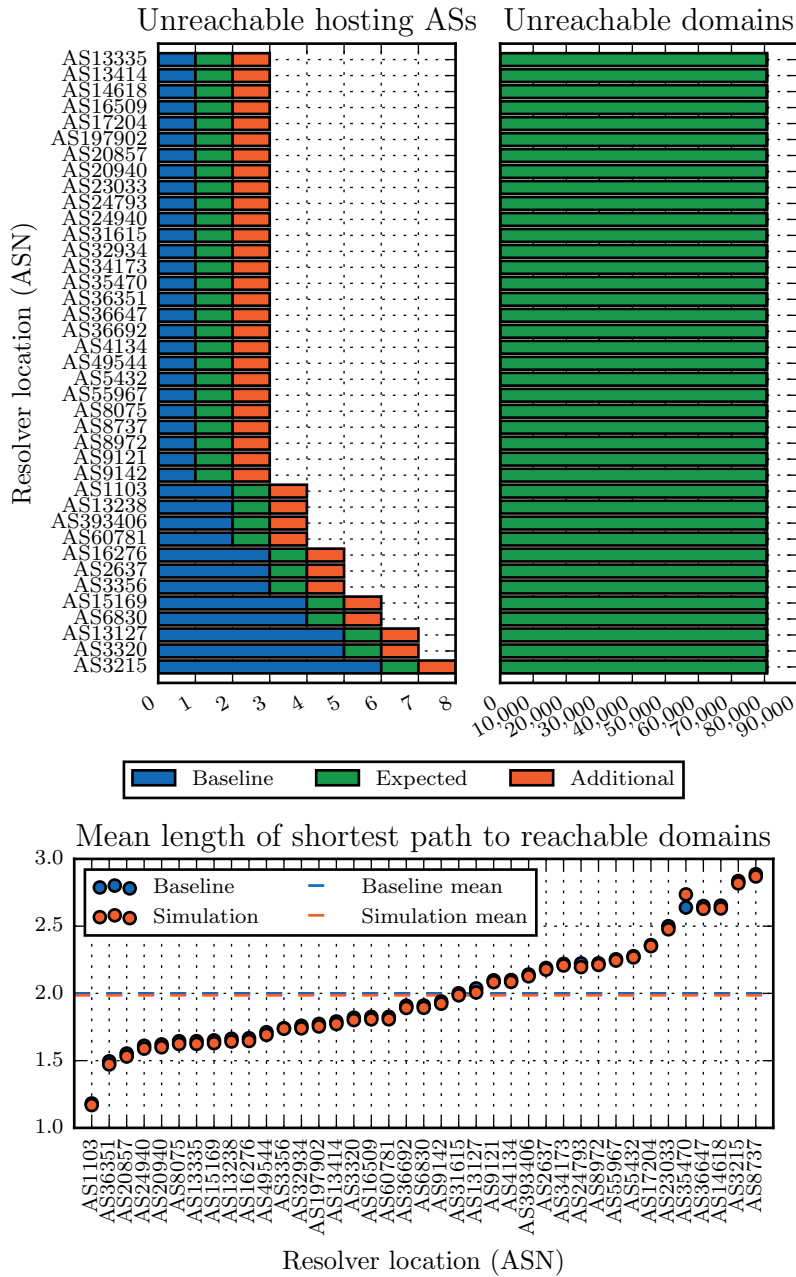 Unreachable hosting ASs
Unreachable domains
Resolver location (ASN)
AS13335
AS13414
AS14618
AS16509
AS17204
AS197902
AS20857
AS20940
AS23033
AS24793
AS24940
AS31615
AS32934
AS34173
AS35470
AS36351
AS36647
AS36692
AS4134
AS49544
AS5432
AS55967
AS8075
AS8737
AS8972
AS9121
AS9142
AS1103
AS13238
AS393406
AS60781
AS16276
AS2637
AS3356
AS15169
AS6830
AS13127
AS3320
AS3215
0 1 2 3 4 5 6 7 8
0 10,000 20,000 30,000 40,000 50,000 60,000 70,000 80,000 90,000
Baseline Expected Additional
Mean length of shortest path to reachable domains
3.0
2.5
2.0
1.5
1.0
Baseline Baseline mean
Simulation Simulation mean
AS1103
AS36351
AS20857
AS24940
AS20940
AS8075
AS13335
AS15169
AS13238
AS16276
AS49544
AS3356
AS32934
AS197902
AS13414
AS3320
AS16509
AS60781
AS36692
AS6830
AS9142
AS31615
AS13127
AS9121
AS4134
AS393406
AS2637
AS34173
AS24793
AS8972
AS55967
AS5432
AS17204
AS23033
AS35470
AS36647
AS14618
AS3215
AS8737
Resolver location (ASN)